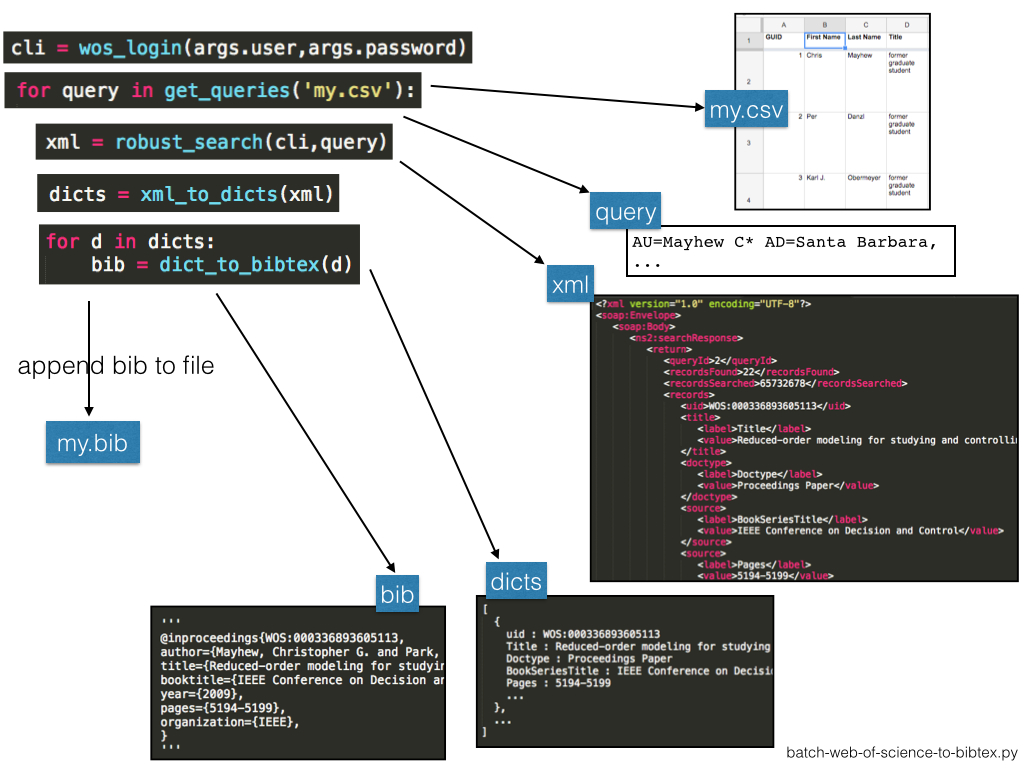 cli = wos_login(args.user,args.password)
for query in get_queries('my.csv'):
xml = robust_search(cli,query)
dicts = xml_to_dicts(xml)
for d in dicts:
bib = dict_to_bibtex(d)
append bib to file
my.bib
my.csv
A B C D
1 GUID First Name Last Name Title
2 1 Chris Mayhew former
graduate
student
3 2 Per Danzl former
graduate
student
4 3 Karl J. Obermeyer former
graduate
student
query
AU=Mayhew C* AD=Santa Barbara,
...
xml
<?xml version="1.0" encoding="UTF-8"?>
<soap:Envelope>
<soap:Body>
<ns2:searchResponse>
<return>
<queryId>2</queryId>
<recordsFound>22</recordsFound>
<recordsSearched>65732678</recordsSearched>
<records>
<uid>WOS:000336893605113</uid>
<title>
<label>Title</label>
<value>Reduced-order modeling for studying and controlli
</title>
<doctype>
<label>Doctype</label>
<value>Proceedings Paper</value>
</doctype>
<source>
<label>BookSeriesTitle</label>
<value>IEEE Conference on Decision and Control</value>
</source>
<source>
<label>Pages</label>
<value>5194-5199</value>
bib
'''
@inproceedings{WOS:000336893605113,
author={Mayhew, Christopher G. and Park,
title={Reduced-order modeling for studyin
booktitle={IEEE Conference on Decision an
year={2009},
pages={5194-5199},
organization={IEEE},
}
'''
dicts
[
{
uid : WOS:000336893605113
Title : Reduced-order modeling for studying
Doctype : Proceedings Paper
BookSeriesTitle : IEEE Conference on Decisi
Pages : 5194-5199
...
},
...
]
batch-web-of-science-to-bibtex.py